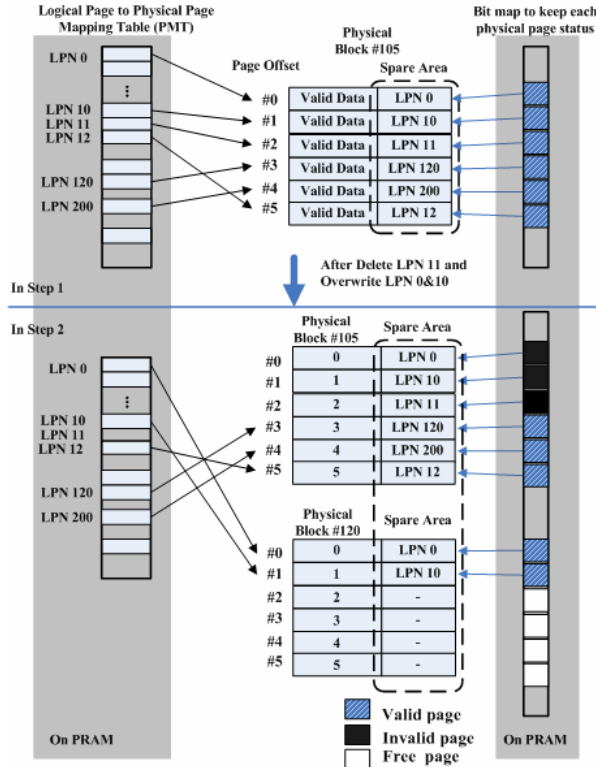 Logical Page to Physical Page
Mapping Table (PMT)
Physical
Block #105
Bit map to keep each
physical page status
LPN 0
Page Offset
Spare Area
...
#0 Valid Data LPN 0
LPN 10
#1 Valid Data LPN 10
LPN 11
#2 Valid Data LPN 11
LPN 12
#3 Valid Data LPN 120
LPN 120
#4 Valid Data LPN 200
LPN 200
#5 Valid Data LPN 12
After Delete LPN 11 and
Overwrite LPN 0&10
In Step 1
In Step 2
Physical
Block #105
Spare Area
LPN 0
#0 0 LPN 0
#1 1 LPN 10
...
#2 2 LPN 11
LPN 10
#3 3 LPN 120
LPN 11
#4 4 LPN 200
LPN 12
#5 5 LPN 12
LPN 120
LPN 200
Physical
Block #120
Spare Area
#0 0 LPN 0
#1 1 LPN 10
#2 2 -
#3 3 -
#4 4 -
#5 5 -
Valid page
Invalid page
Free page
On PRAM
On PRAM